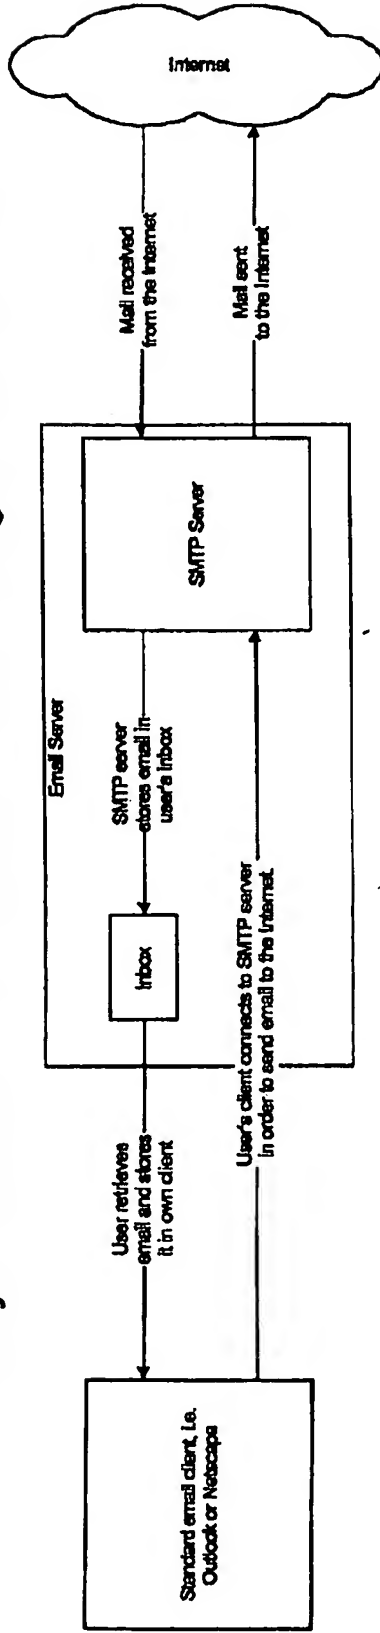 Internet
Mail received
from the Internet
Mail sent
to the Internet
Email Server
SMTP Server
SMTP server
stores email in
user's inbox
Inbox
User's client connects to SMTP server
in order to send email to the Internet.
User retrieves
email and stores
it in own client
Standard email client, i.e.
Outlook or Netscape